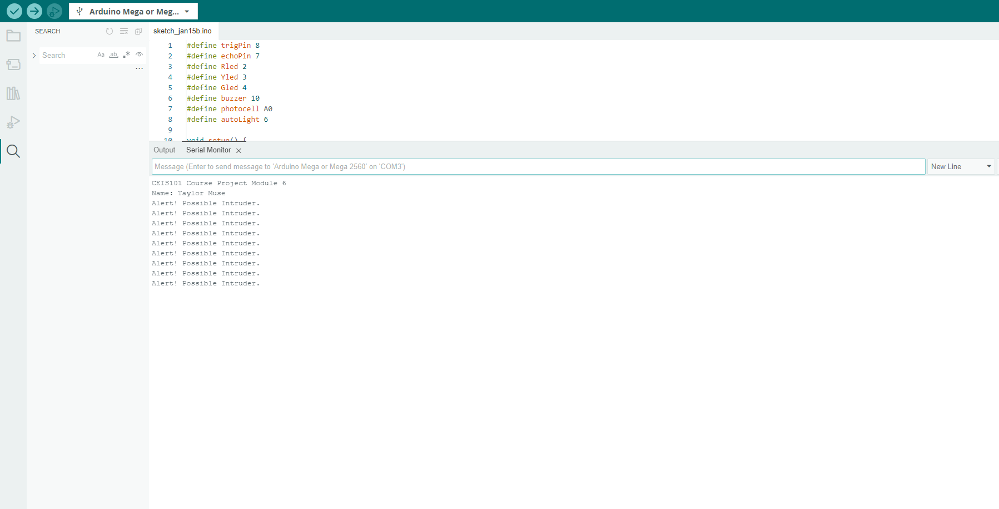 Arduino Mega or Meg...
SEARCH
Search
Aa
ab
.*
...
sketch_jan15b.ino
1 #define trigPin 8
2 #define echoPin 7
3 #define Rled 2
4 #define Yled 3
5 #define Gled 4
6 #define buzzer 10
7 #define photocell A0
8 #define autoLight 6
9
10 void setup() {
Output Serial Monitor
Message (Enter to send message to 'Arduino Mega or Mega 2560' on 'COM3')
New Line
CEIS101 Course Project Module 6
Name: Taylor Muse
Alert! Possible Intruder.
Alert! Possible Intruder.
Alert! Possible Intruder.
Alert! Possible Intruder.
Alert! Possible Intruder.
Alert! Possible Intruder.
Alert! Possible Intruder.
Alert! Possible Intruder.
Alert! Possible Intruder.